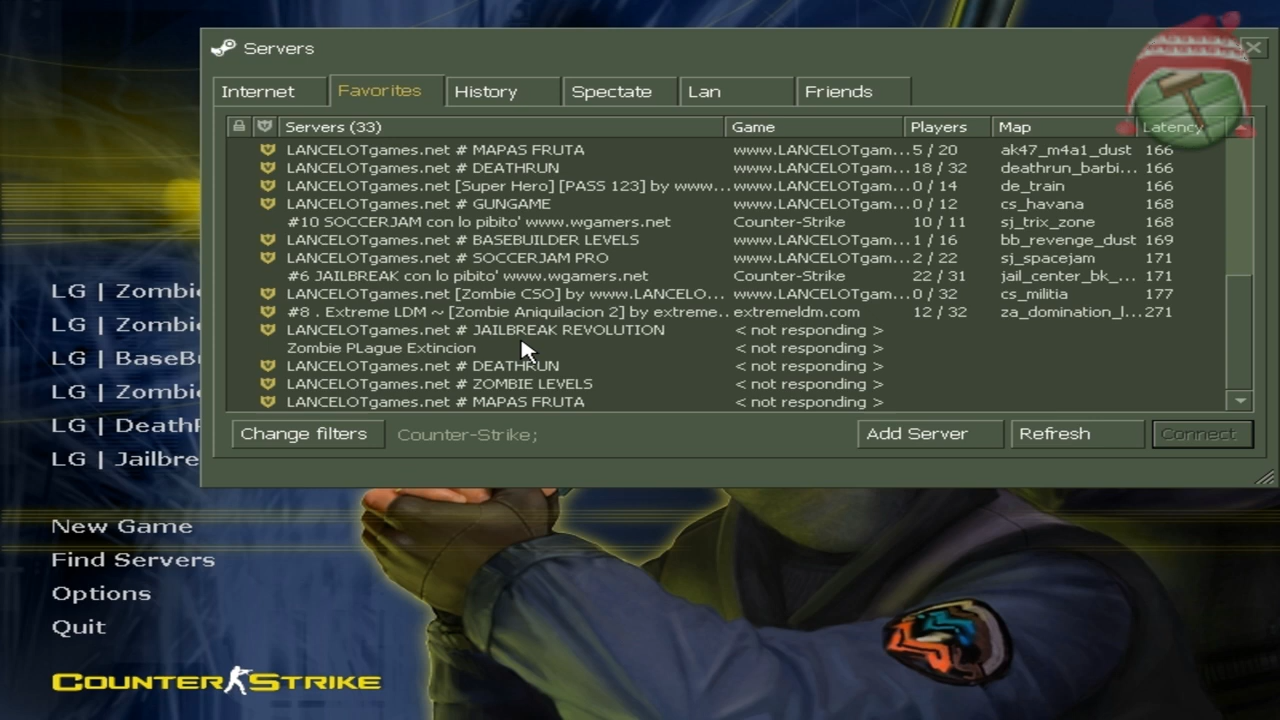 Servers
Internet Favorites History Spectate Lan Friends
Servers (33) Game Players Map Latency
LANCELOTgames.net # MAPAS FRUTA www.LANCELOTgam... 5 / 20 ak47_m4a1_dust 166
LANCELOTgames.net # DEATHRUN www.LANCELOTgam... 18 / 32 deathrun_barbi... 166
LANCELOTgames.net [Super Hero] [PASS 123] by www... www.LANCELOTgam... 0 / 14 de_train 166
LANCELOTgames.net # GUNGAME www.LANCELOTgam... 0 / 12 cs_havana 168
#10 SOCCERJAM con lo pibito' www.wgamers.net Counter-Strike 10 / 11 sj_trix_zone 168
LANCELOTgames.net # BASEBUILDER LEVELS www.LANCELOTgam... 1 / 16 bb_revenge_dust 169
LANCELOTgames.net # SOCCERJAM PRO www.LANCELOTgam... 2 / 22 sj_spacejam 171
#6 JAILBREAK con lo pibito' www.wgamers.net Counter-Strike 22 / 31 jail_center_bk_... 171
LANCELOTgames.net [Zombie CSO] by www.LANCELO... www.LANCELOTgam... 0 / 32 cs_militia 177
#8 . Extreme LDM ~ [Zombie Aniquilacion 2] by extreme... extremeldm.com 12 / 32 za_domination_l... 271
LANCELOTgames.net # JAILBREAK REVOLUTION < not responding >
Zombie PLague Extincion < not responding >
LANCELOTgames.net # DEATHRUN < not responding >
LANCELOTgames.net # ZOMBIE LEVELS < not responding >
LANCELOTgames.net # MAPAS FRUTA < not responding >
Change filters Counter-Strike; Add Server Refresh Connect
LG | Zombie
LG | Zombie
LG | BaseB
LG | Zombie
LG | Death
LG | Jailbre
New Game
Find Servers
Options
Quit
COUNTER STRIKE